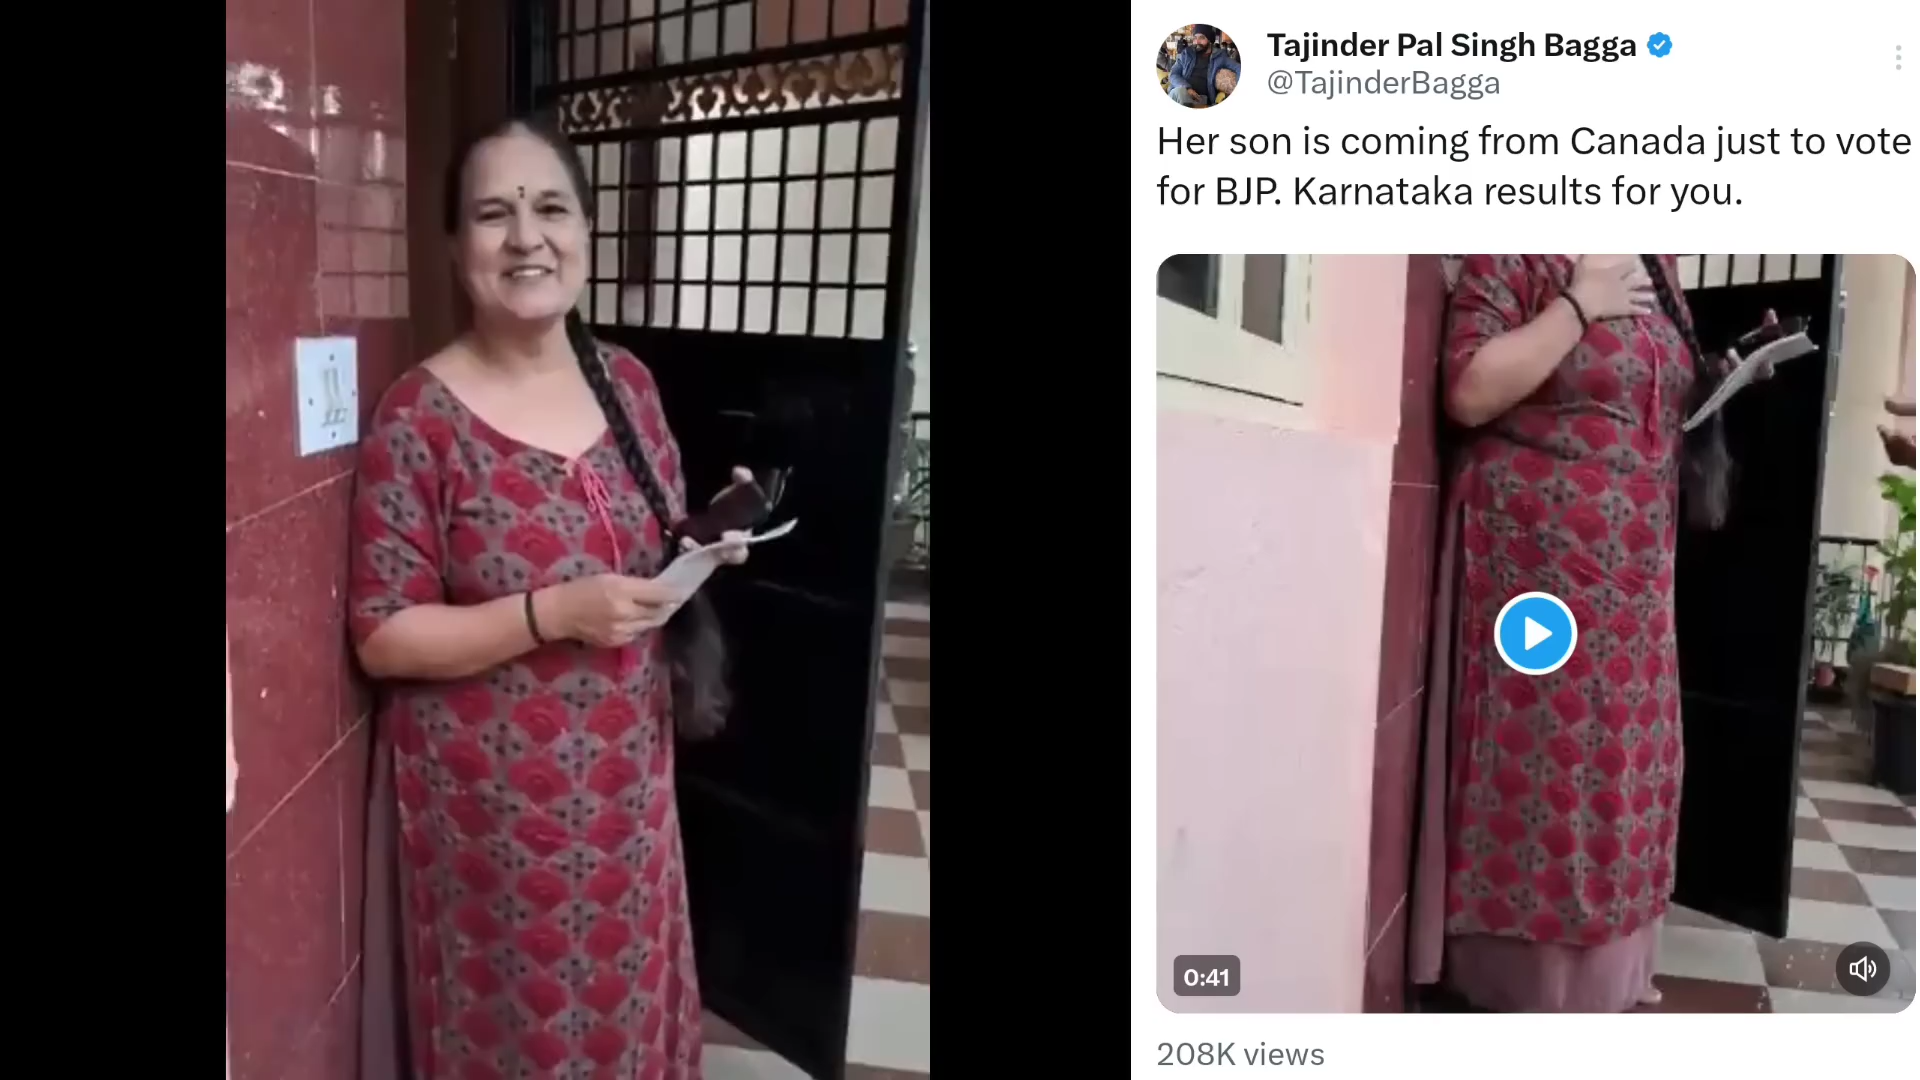 Tajinder Pal Singh Bagga
@TajinderBagga
Her son is coming from Canada just to vote
for BJP. Karnataka results for you.
0:41
208K views